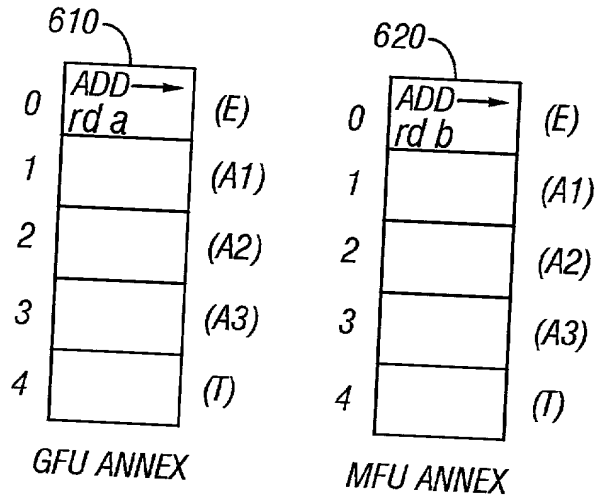 610
0 ADD→ (E)
rd a
1 (A1)
2 (A2)
3 (A3)
4 (T)
GFU ANNEX
620
0 ADD→ (E)
rd b
1 (A1)
2 (A2)
3 (A3)
4 (T)
MFU ANNEX